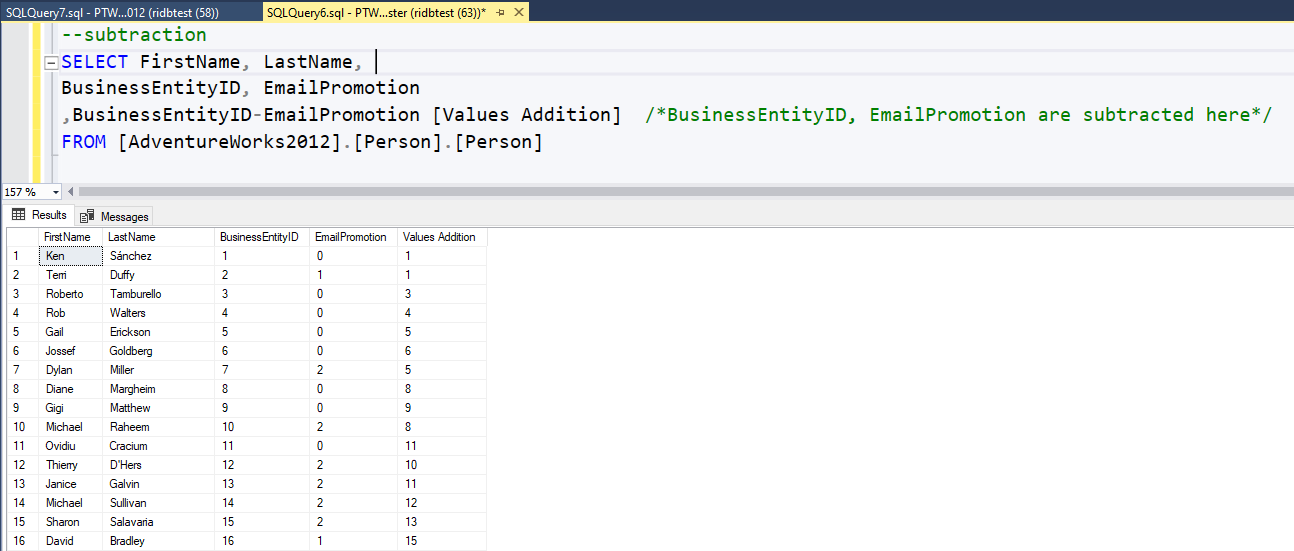 SQLQuery7.sql - PTW...012 (ridbtest (58)) SQLQuery6.sql - PTW...ster (ridbtest (63))*
--subtraction
SELECT FirstName, LastName,
BusinessEntityID, EmailPromotion
,BusinessEntityID-EmailPromotion [Values Addition]  /*BusinessEntityID, EmailPromotion are subtracted here*/
FROM [AdventureWorks2012].[Person].[Person]
157 %
Results Messages
FirstName LastName BusinessEntityID EmailPromotion Values Addition
1 Ken Sánchez 1 0 1
2 Terri Duffy 2 1 1
3 Roberto Tamburello 3 0 3
4 Rob Walters 4 0 4
5 Gail Erickson 5 0 5
6 Jossef Goldberg 6 0 6
7 Dylan Miller 7 2 5
8 Diane Margheim 8 0 8
9 Gigi Matthew 9 0 9
10 Michael Raheem 10 2 8
11 Ovidiu Cracium 11 0 11
12 Thierry D'Hers 12 2 10
13 Janice Galvin 13 2 11
14 Michael Sullivan 14 2 12
15 Sharon Salavaria 15 2 13
16 David Bradley 16 1 15